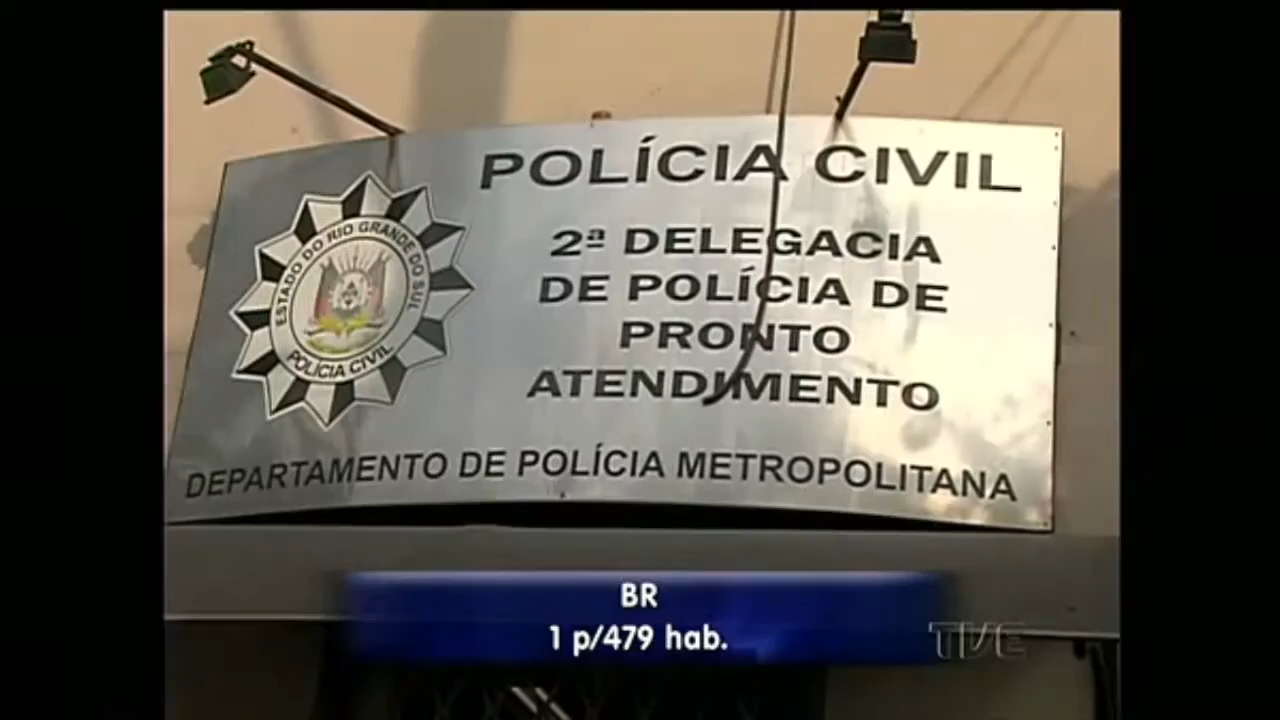 POLÍCIA CIVIL
2ª DELEGACIA
DE POLÍCIA DE
PRONTO
ATENDIMENTO
ESTADO DO RIO GRANDE DO SUL
POLÍCIA CIVIL
DEPARTAMENTO DE POLÍCIA METROPOLITANA
BR
1 p/479 hab.
TVE